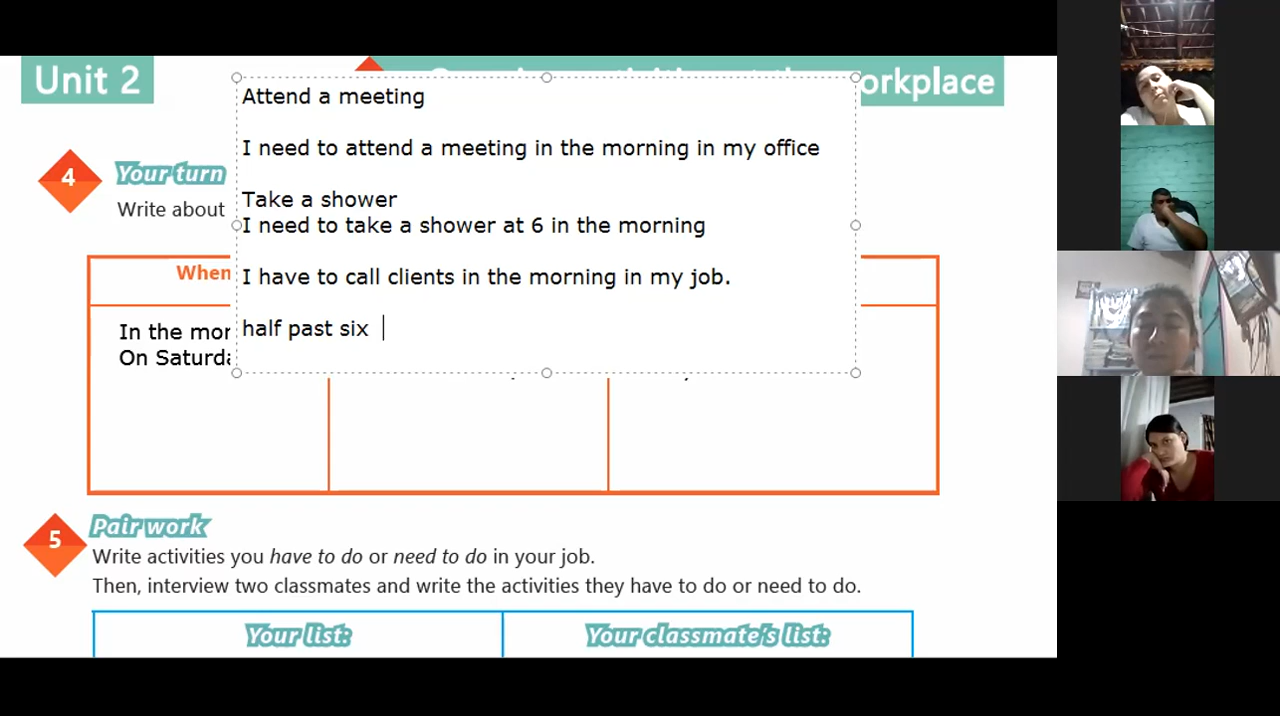 Unit 2
orkplace
Attend a meeting
I need to attend a meeting in the morning in my office
4
Your turn
Take a shower
Write about
I need to take a shower at 6 in the morning
When
I have to call clients in the morning in my job.
In the mor
half past six
On Saturda
5
Pair work
Write activities you have to do or need to do in your job.
Then, interview two classmates and write the activities they have to do or need to do.
Your list:
Your classmate's list: